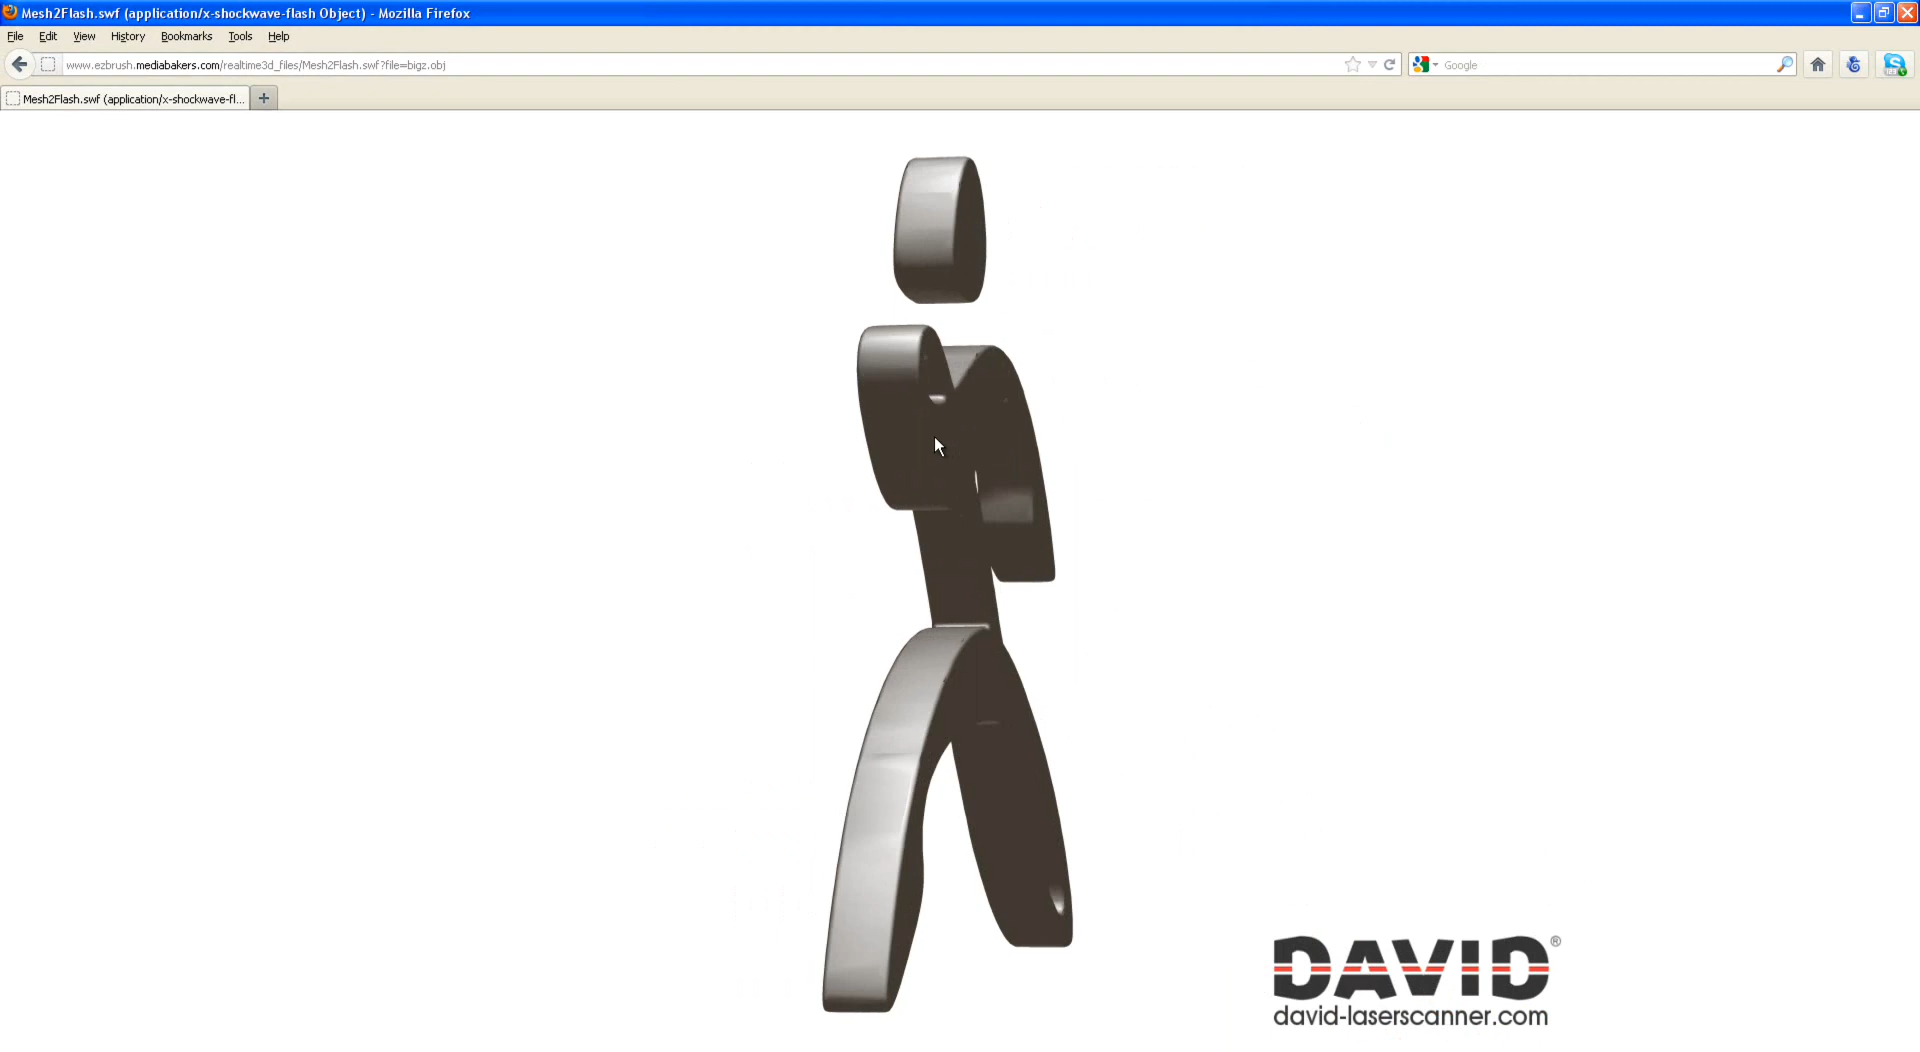 Mesh2Flash.swf (application/x-shockwave-flash Object) - Mozilla Firefox
File Edit View History Bookmarks Tools Help
www.ezbrush.mediabakers.com/realtime3d_files/Mesh2Flash.swf?file=bigz.obj
Google
Mesh2Flash.swf (application/x-shockwave-fl...
DAVID®
david-laserscanner.com